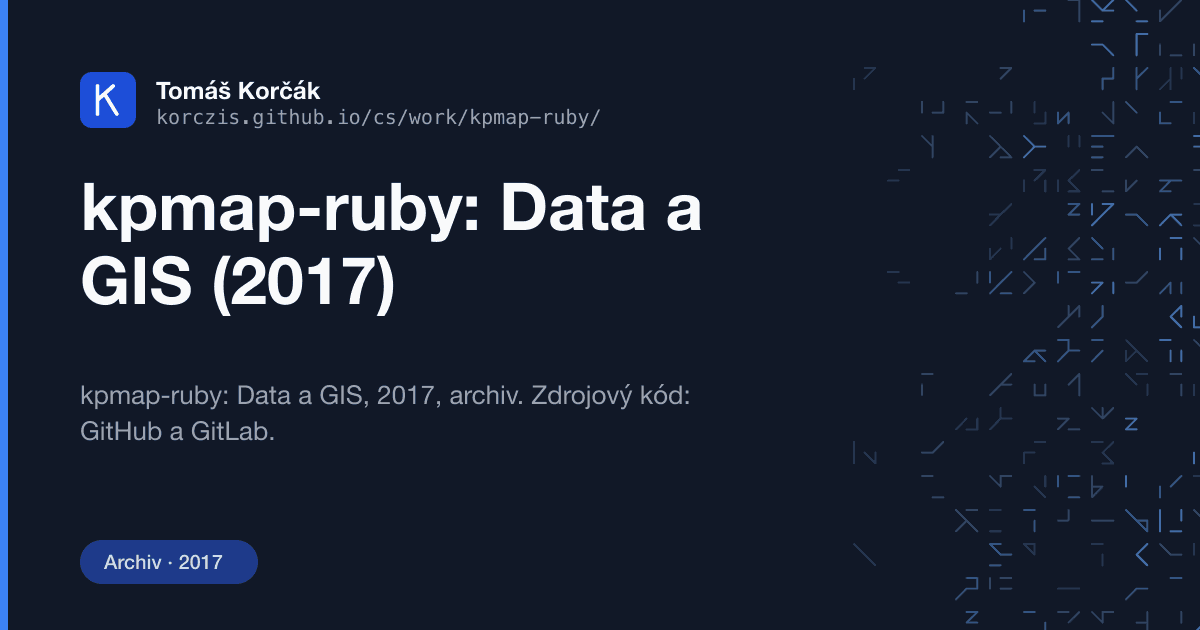 K
Tomáš Korčák
korczis.github.io/cs/work/kpmap-ruby/
kpmap-ruby: Data a
GIS (2017)
kpmap-ruby: Data a GIS, 2017, archiv. Zdrojový kód:
GitHub a GitLab.
Archiv · 2017